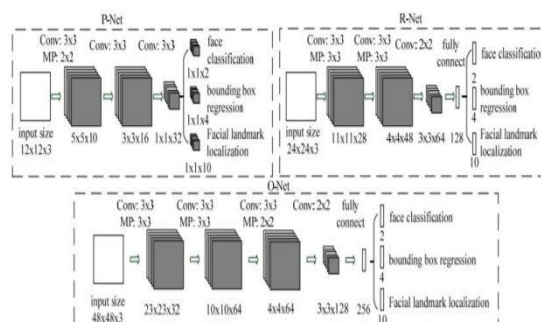 P-Net
Conv: 3x3
MP: 2x2
Conv: 3x3
Conv: 3x3
face
classification
1x1x2
bounding box
regression
1x1x4
Facial landmark
localization
1x1x10
input size
12x12x3
5x5x10
3x3x16
1x1x32
R-Net
Conv: 3x3
MP: 3x3
Conv: 3x3
MP: 3x3
Conv: 2x2
fully
connect
face classification
2
bounding box
regression
4
Facial landmark
localization
10
input size
24x24x3
11x11x28
4x4x48
3x3x64
128
O-Net
Conv: 3x3
MP: 3x3
Conv: 3x3
MP: 3x3
Conv: 3x3
MP: 2x2
Conv: 2x2
fully
connect
face classification
2
bounding box regression
4
Facial landmark localization
10
input size
48x48x3
23x23x32
10x10x64
4x4x64
3x3x128
256